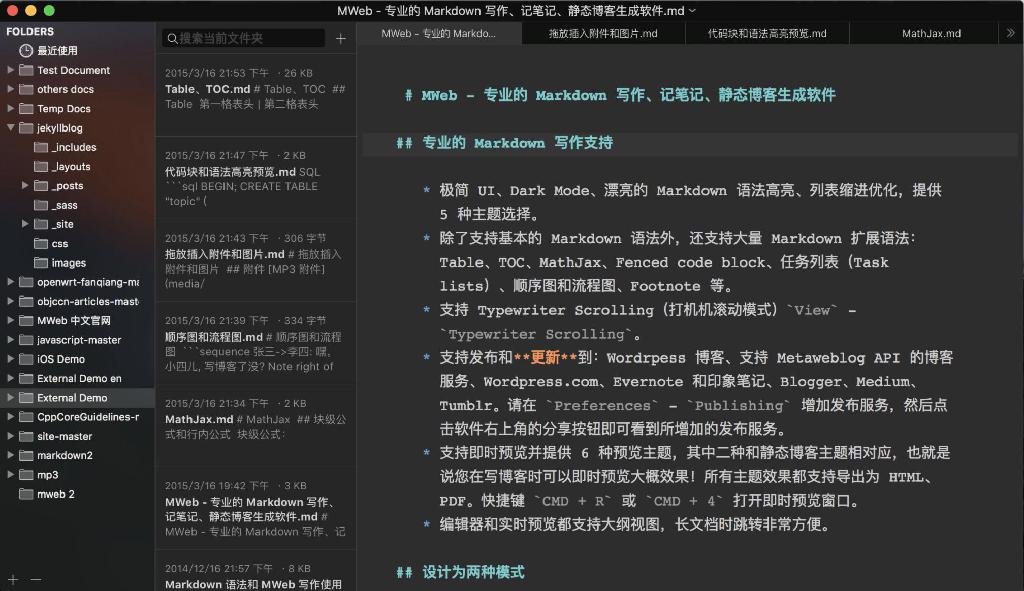 MWeb - 专业的 Markdown 写作、记笔记、静态博客生成软件.md
FOLDERS
最近使用
Test Document
others docs
Temp Docs
jekyllblog
_includes
_layouts
_posts
_sass
_site
css
images
openwrt-fanqiang-ma
objccn-articles-mast
MWeb 中文官网
javascript-master
iOS Demo
External Demo en
External Demo
CppCoreGuidelines-r
site-master
markdown2
mp3
mweb 2
搜索当前文件夹
2015/3/16 21:53 下午 · 26 KB
Table、TOC.md # Table、TOC ##
Table 第一格表头 | 第二格表头
2015/3/16 21:47 下午 · 2 KB
代码块和语法高亮预览.md SQL
```sql BEGIN; CREATE TABLE
"topic" (
2015/3/16 21:43 下午 · 306 字节
拖放插入附件和图片.md # 拖放插入
附件和图片 ## 附件 [MP3 附件]
(media/
2015/3/16 21:39 下午 · 334 字节
顺序图和流程图.md # 顺序图和流程
图 ```sequence 张三->李四: 嘿,
小四儿, 写博客了没? Note right of
2015/3/16 21:34 下午 · 2 KB
MathJax.md # MathJax ## 块级公
式和行内公式 块级公式:
2015/3/16 19:42 下午 · 3 KB
MWeb - 专业的 Markdown 写作、
记笔记、静态博客生成软件.md #
MWeb - 专业的 Markdown 写作、记
2014/12/16 21:57 下午 · 8 KB
Markdown 语法和 MWeb 写作使用
MWeb - 专业的 Markdo...
拖放插入附件和图片.md
代码块和语法高亮预览.md
MathJax.md
# MWeb - 专业的 Markdown 写作、记笔记、静态博客生成软件
## 专业的 Markdown 写作支持
* 极简 UI、Dark Mode、漂亮的 Markdown 语法高亮、列表缩进优化，提供
5 种主题选择。
* 除了支持基本的 Markdown 语法外，还支持大量 Markdown 扩展语法：
Table、TOC、MathJax、Fenced code block、任务列表（Task
lists）、顺序图和流程图、Footnote 等。
* 支持 Typewriter Scrolling（打机机滚动模式）`View` -
`Typewriter Scrolling`。
* 支持发布和**更新**到：Wordrpess 博客、支持 Metaweblog API 的博客
服务、Wordpress.com、Evernote 和印象笔记、Blogger、Medium、
Tumblr。请在 `Preferences` - `Publishing` 增加发布服务，然后点
击软件右上角的分享按钮即可看到所增加的发布服务。
* 支持即时预览并提供 6 种预览主题，其中二种和静态博客主题相对应，也就是
说您在写博客时可以即时预览大概效果！所有主题效果都支持导出为 HTML、
PDF。快捷键 `CMD + R` 或 `CMD + 4` 打开即时预览窗口。
* 编辑器和实时预览都支持大纲视图，长文档时跳转非常方便。
## 设计为两种模式